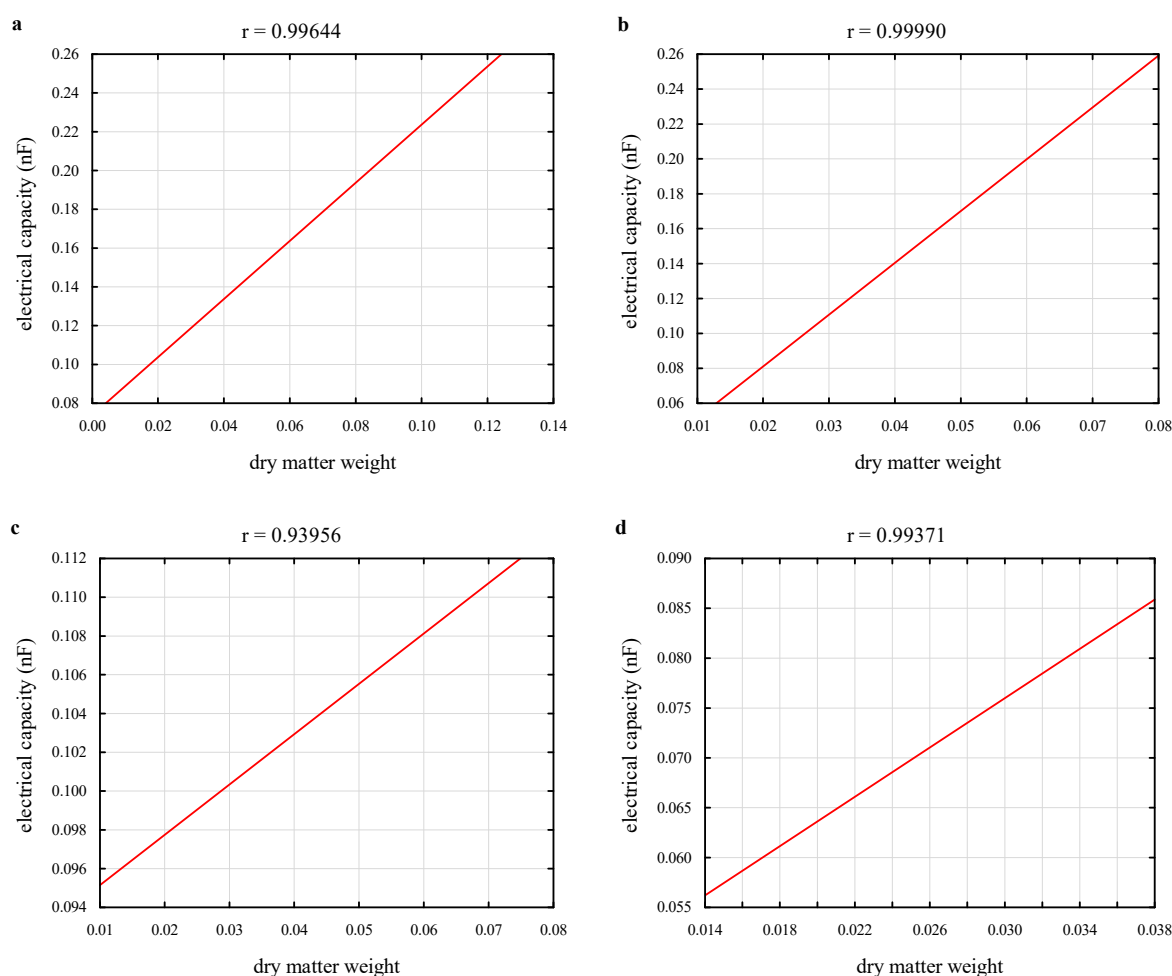 a
r = 0.99644
0.26
0.24
0.22
0.20
0.18
0.16
0.14
0.12
0.10
0.08
electrical capacity (nF)
0.00 0.02 0.04 0.06 0.08 0.10 0.12 0.14
dry matter weight
b
r = 0.99990
0.26
0.24
0.22
0.20
0.18
0.16
0.14
0.12
0.10
0.08
0.06
electrical capacity (nF)
0.01 0.02 0.03 0.04 0.05 0.06 0.07 0.08
dry matter weight
c
r = 0.93956
0.112
0.110
0.108
0.106
0.104
0.102
0.100
0.098
0.096
0.094
electrical capacity (nF)
0.01 0.02 0.03 0.04 0.05 0.06 0.07 0.08
dry matter weight
d
r = 0.99371
0.090
0.085
0.080
0.075
0.070
0.065
0.060
0.055
electrical capacity (nF)
0.014 0.018 0.022 0.026 0.030 0.034 0.038
dry matter weight